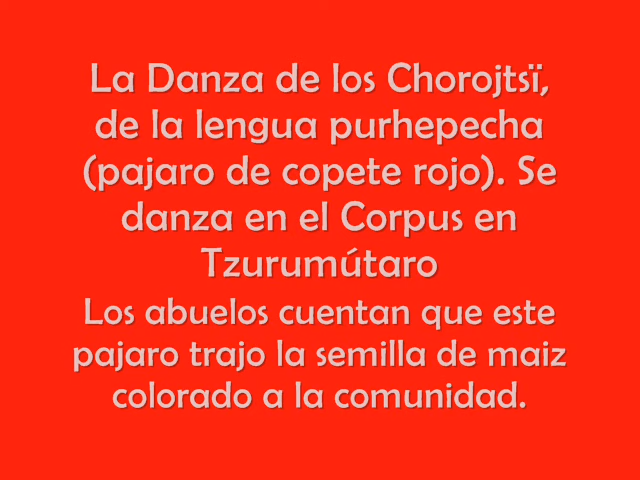 La Danza de los Chorojtsï,
de la lengua purhepecha
(pajaro de copete rojo). Se
danza en el Corpus en
Tzurumútaro
Los abuelos cuentan que este
pajaro trajo la semilla de maiz
colorado a la comunidad.